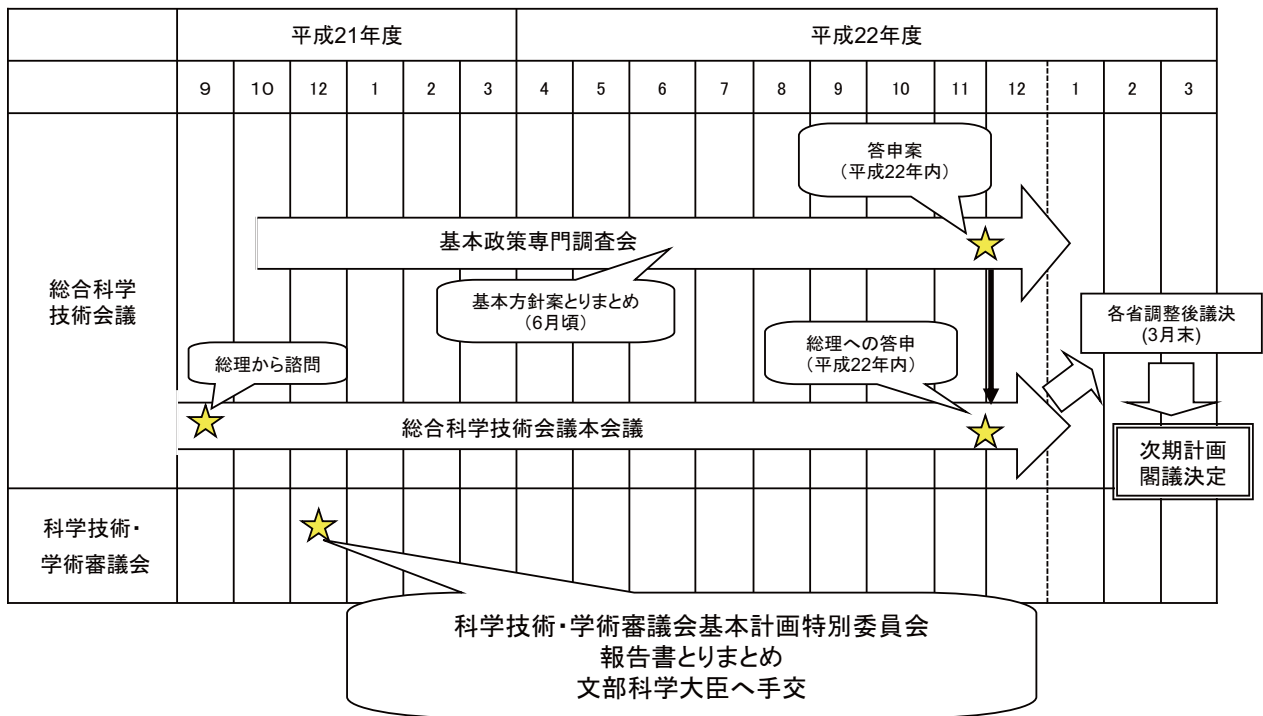 平成21年度 平成22年度
9 10 12 1 2 3 4 5 6 7 8 9 10 11 12 1 2 3
総合科学
技術会議
答申案
（平成22年内）
基本政策専門調査会
基本方針案とりまとめ
（6月頃）
総理から諮問
総理への答申
（平成22年内）
総合科学技術会議本会議
各省調整後議決
(3月末)
次期計画
閣議決定
科学技術・
学術審議会
科学技術・学術審議会基本計画特別委員会
報告書とりまとめ
文部科学大臣へ手交